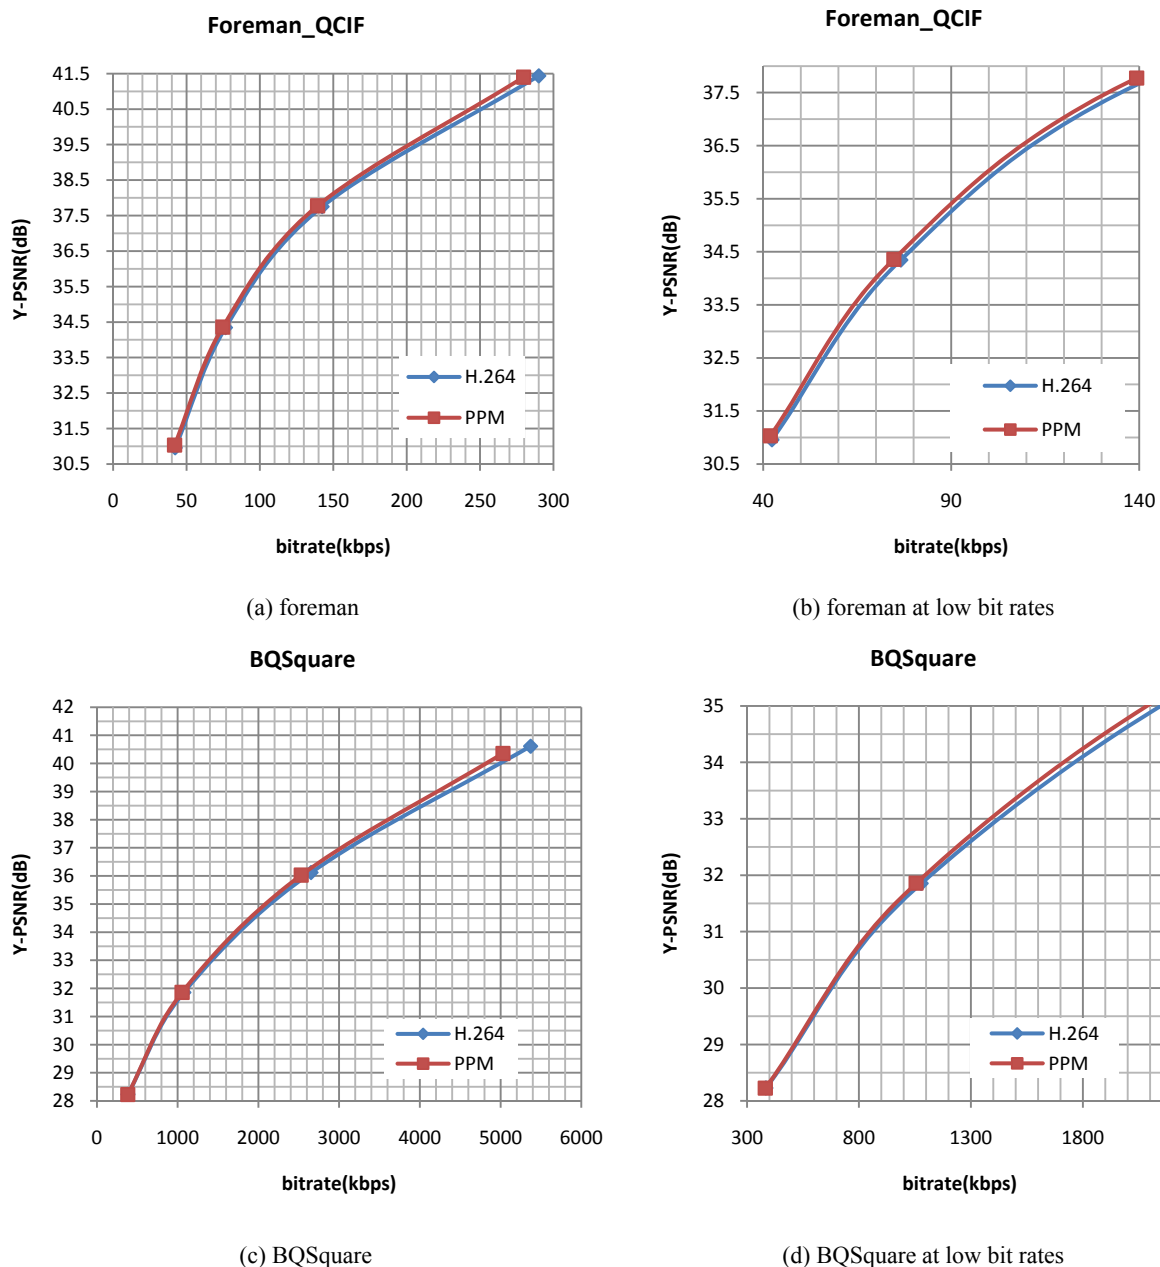 Foreman_QCIF
41.5
40.5
39.5
38.5
37.5
36.5
35.5
34.5
33.5
32.5
31.5
30.5
Y-PSNR(dB)
H.264
PPM
0 50 100 150 200 250 300
bitrate(kbps)
(a) foreman
Foreman_QCIF
37.5
36.5
35.5
34.5
33.5
32.5
31.5
30.5
Y-PSNR(dB)
H.264
PPM
40 90 140
bitrate(kbps)
(b) foreman at low bit rates
BQSquare
42
41
40
39
38
37
36
35
34
33
32
31
30
29
28
Y-PSNR(dB)
H.264
PPM
0 1000 2000 3000 4000 5000 6000
bitrate(kbps)
(c) BQSquare
BQSquare
35
34
33
32
31
30
29
28
Y-PSNR(dB)
H.264
PPM
300 800 1300 1800
bitrate(kbps)
(d) BQSquare at low bit rates